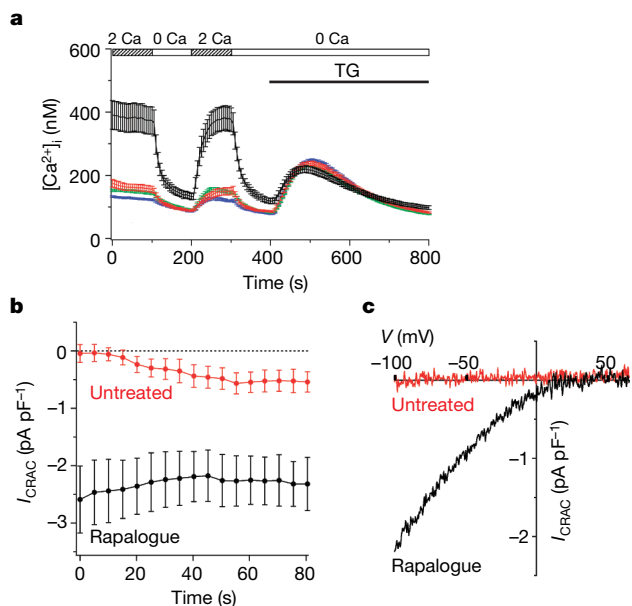 a
2 Ca 0 Ca 2 Ca 0 Ca
TG
600
400
200
0
[Ca²⁺]ᵢ (nM)
0 200 400 600 800
Time (s)
b
0
−1
−2
−3
I_CRAC (pA pF⁻¹)
Untreated
Rapalogue
0 20 40 60 80
Time (s)
c
V (mV)
−100 −50 50
Untreated
−1
−2
I_CRAC (pA pF⁻¹)
Rapalogue